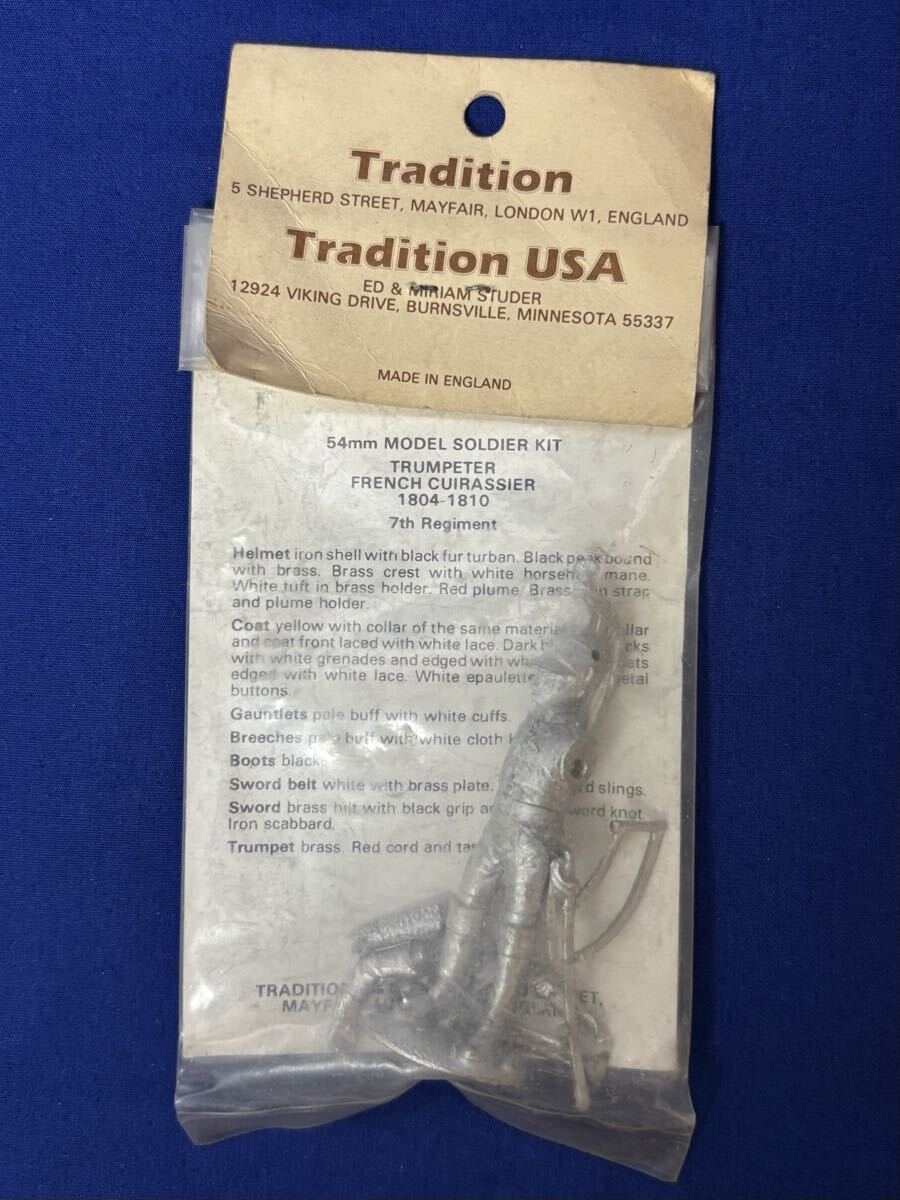 Tradition
5 SHEPHERD STREET, MAYFAIR, LONDON W1, ENGLAND
Tradition USA
ED & MIRIAM STUDER
12924 VIKING DRIVE, BURNSVILLE, MINNESOTA 55337
MADE IN ENGLAND
54mm MODEL SOLDIER KIT
TRUMPETER
FRENCH CUIRASSIER
1804-1810
7th Regiment
Helmet iron shell with black fur turban. Black peak bound
with brass. Brass crest with white mane.
White tuft in brass holder. Red plume. Brass strap
and plume holder.
Coat yellow with collar of the same material
and coat front laced with white lace. Dark
with white grenades and edged with
edged with white lace. White
buttons.
Gauntlets pale buff with white cuffs.
Breeches pale buff with white cloth
Boots black
Sword belt white with brass plate. slings.
Sword brass hilt with black grip knot.
Iron scabbard.
Trumpet brass. Red cord and